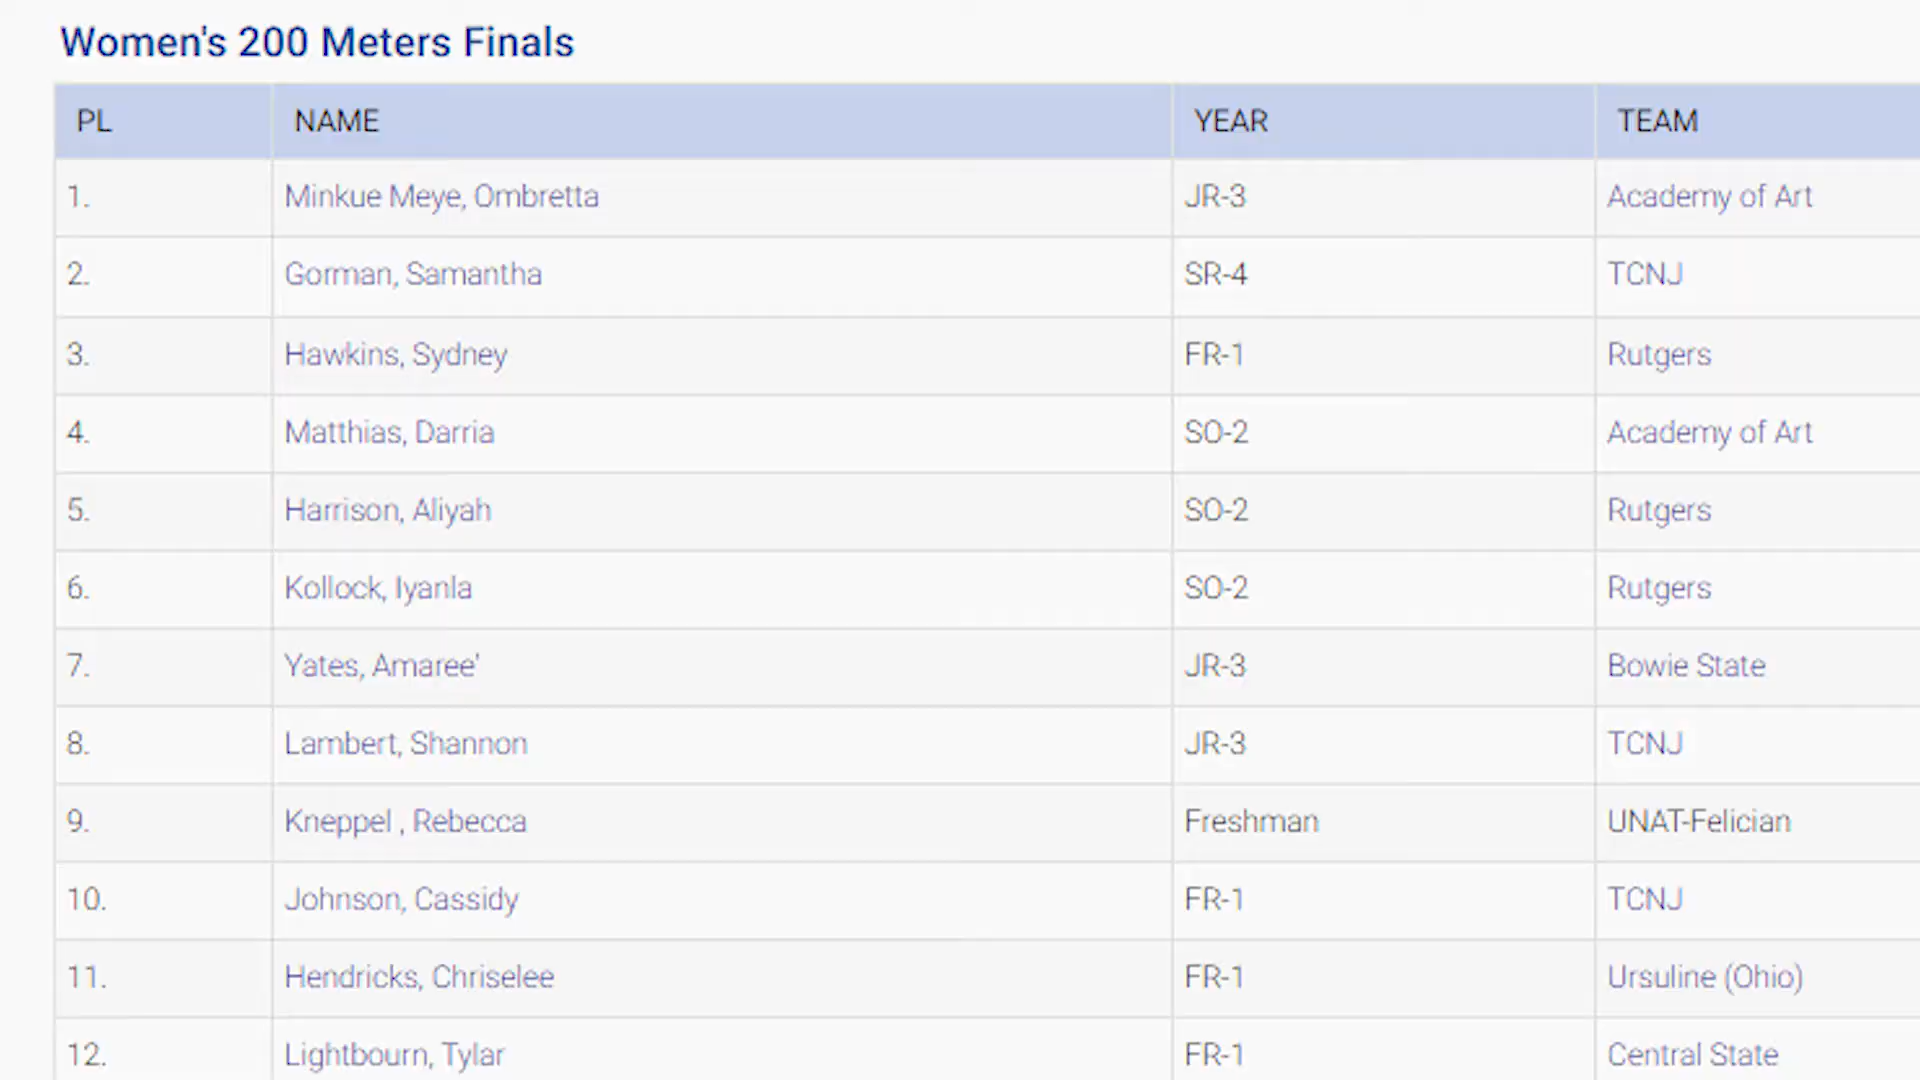 Women's 200 Meters Finals
PL NAME YEAR TEAM
1. Minkue Meye, Ombretta JR-3 Academy of Art
2. Gorman, Samantha SR-4 TCNJ
3. Hawkins, Sydney FR-1 Rutgers
4. Matthias, Darria SO-2 Academy of Art
5. Harrison, Aliyah SO-2 Rutgers
6. Kollock, Iyanla SO-2 Rutgers
7. Yates, Amaree' JR-3 Bowie State
8. Lambert, Shannon JR-3 TCNJ
9. Kneppel , Rebecca Freshman UNAT-Felician
10. Johnson, Cassidy FR-1 TCNJ
11. Hendricks, Chriselee FR-1 Ursuline (Ohio)
12. Lightbourn, Tylar FR-1 Central State